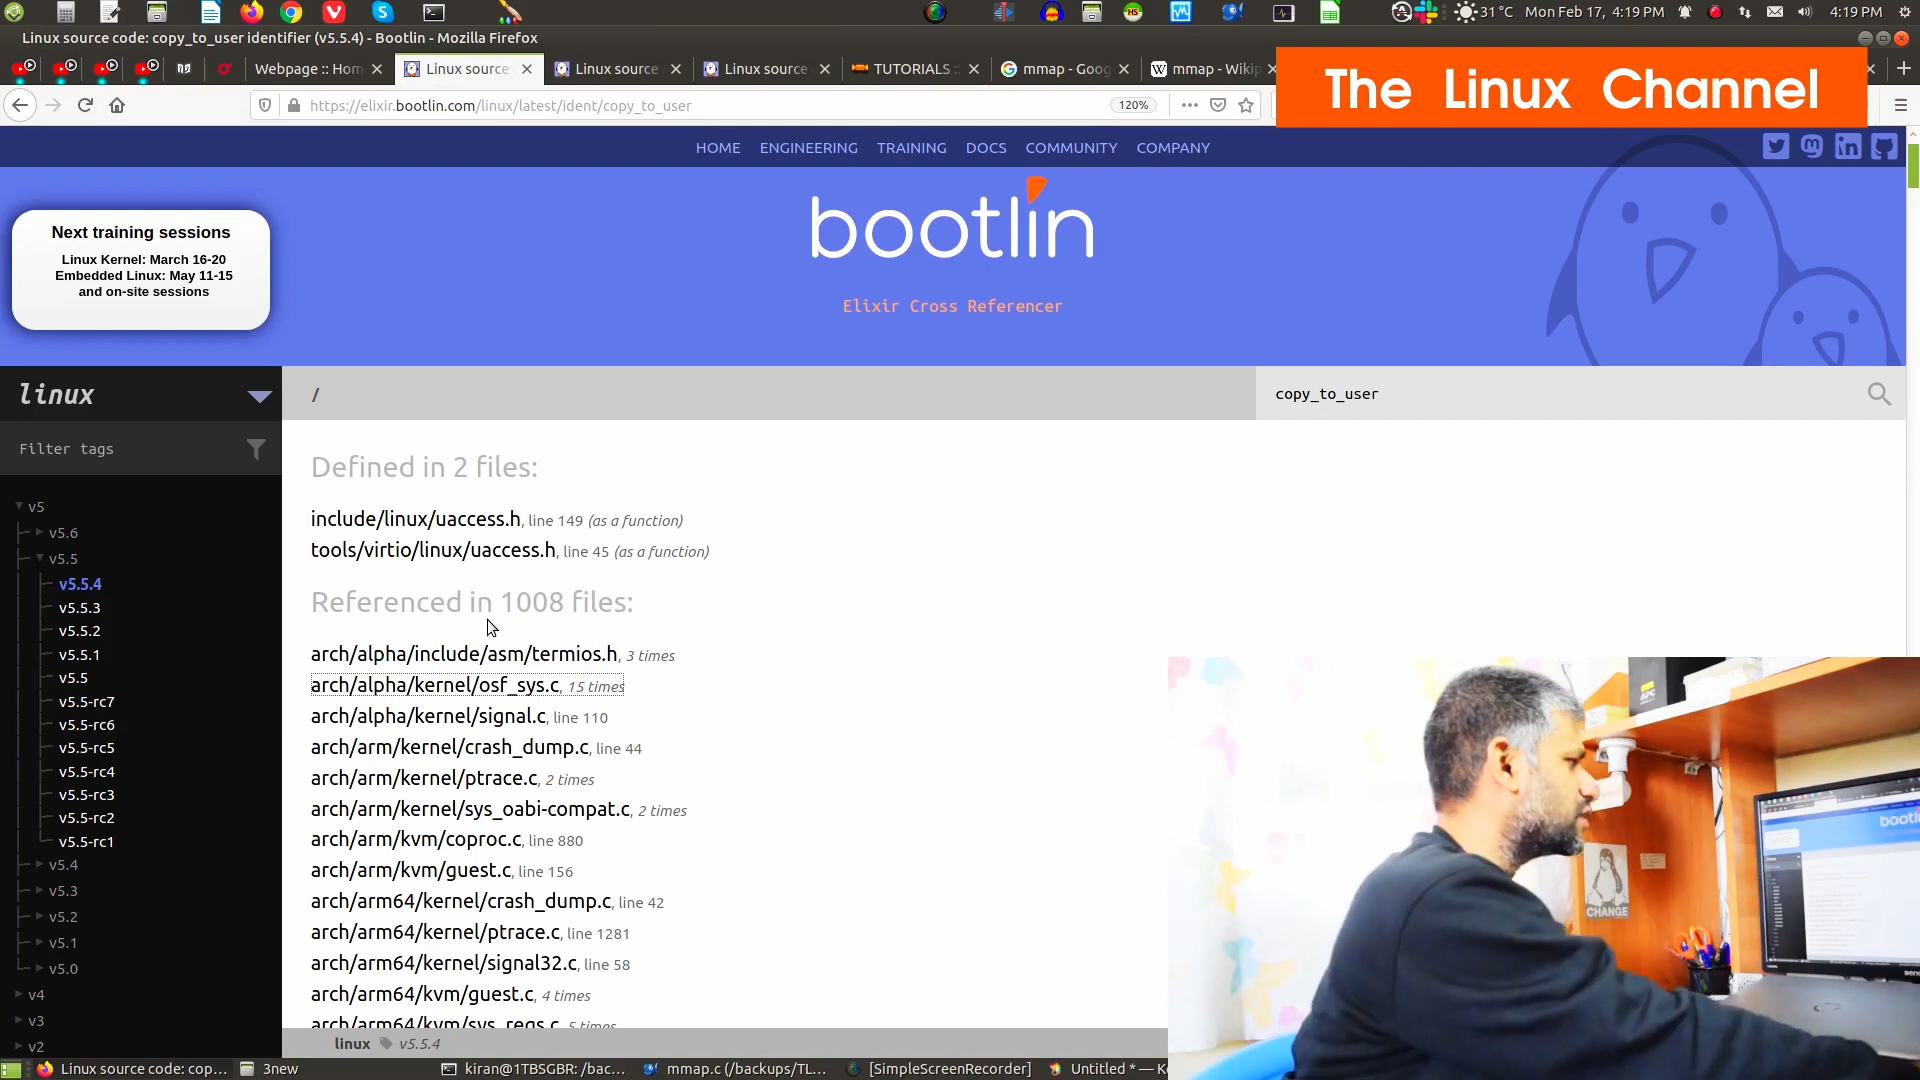 31 °C Mon Feb 17, 4:19 PM 4:19 PM
Linux source code: copy_to_user identifier (v5.5.4) - Bootlin - Mozilla Firefox
Webpage :: Hom
Linux source
Linux source
Linux source
TUTORIALS ::
mmap - Goog
mmap - Wikip
The Linux Channel
https://elixir.bootlin.com/linux/latest/ident/copy_to_user
120%
HOME ENGINEERING TRAINING DOCS COMMUNITY COMPANY
bootlin
Elixir Cross Referencer
Next training sessions
Linux Kernel: March 16-20
Embedded Linux: May 11-15
and on-site sessions
linux
/
copy_to_user
Filter tags
v5
v5.6
v5.5
v5.5.4
v5.5.3
v5.5.2
v5.5.1
v5.5
v5.5-rc7
v5.5-rc6
v5.5-rc5
v5.5-rc4
v5.5-rc3
v5.5-rc2
v5.5-rc1
v5.4
v5.3
v5.2
v5.1
v5.0
v4
v3
v2
Defined in 2 files:
include/linux/uaccess.h, line 149 (as a function)
tools/virtio/linux/uaccess.h, line 45 (as a function)
Referenced in 1008 files:
arch/alpha/include/asm/termios.h, 3 times
arch/alpha/kernel/osf_sys.c, 15 times
arch/alpha/kernel/signal.c, line 110
arch/arm/kernel/crash_dump.c, line 44
arch/arm/kernel/ptrace.c, 2 times
arch/arm/kernel/sys_oabi-compat.c, 2 times
arch/arm/kvm/coproc.c, line 880
arch/arm/kvm/guest.c, line 156
arch/arm64/kernel/crash_dump.c, line 42
arch/arm64/kernel/ptrace.c, line 1281
arch/arm64/kernel/signal32.c, line 58
arch/arm64/kvm/guest.c, 4 times
arch/arm64/kvm/sys_regs.c, 5 times
linux v5.5.4
APC
CHANGE
bootlin
BenQ
Linux source code: cop...
3new
kiran@1TBSGBR: /bac...
mmap.c (/backups/TL...
[SimpleScreenRecorder]
Untitled * — K